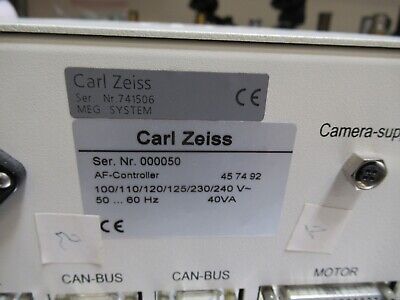 Carl Zeiss
Ser. Nr. 741506
MEG SYSTEM
CE
Carl Zeiss
Ser. Nr. 000050
AF-Controller 45 74 92
100/110/120/125/230/240 V~
50 ... 60 Hz 40VA
CE
Camera-sup
CAN-BUS
CAN-BUS
MOTOR